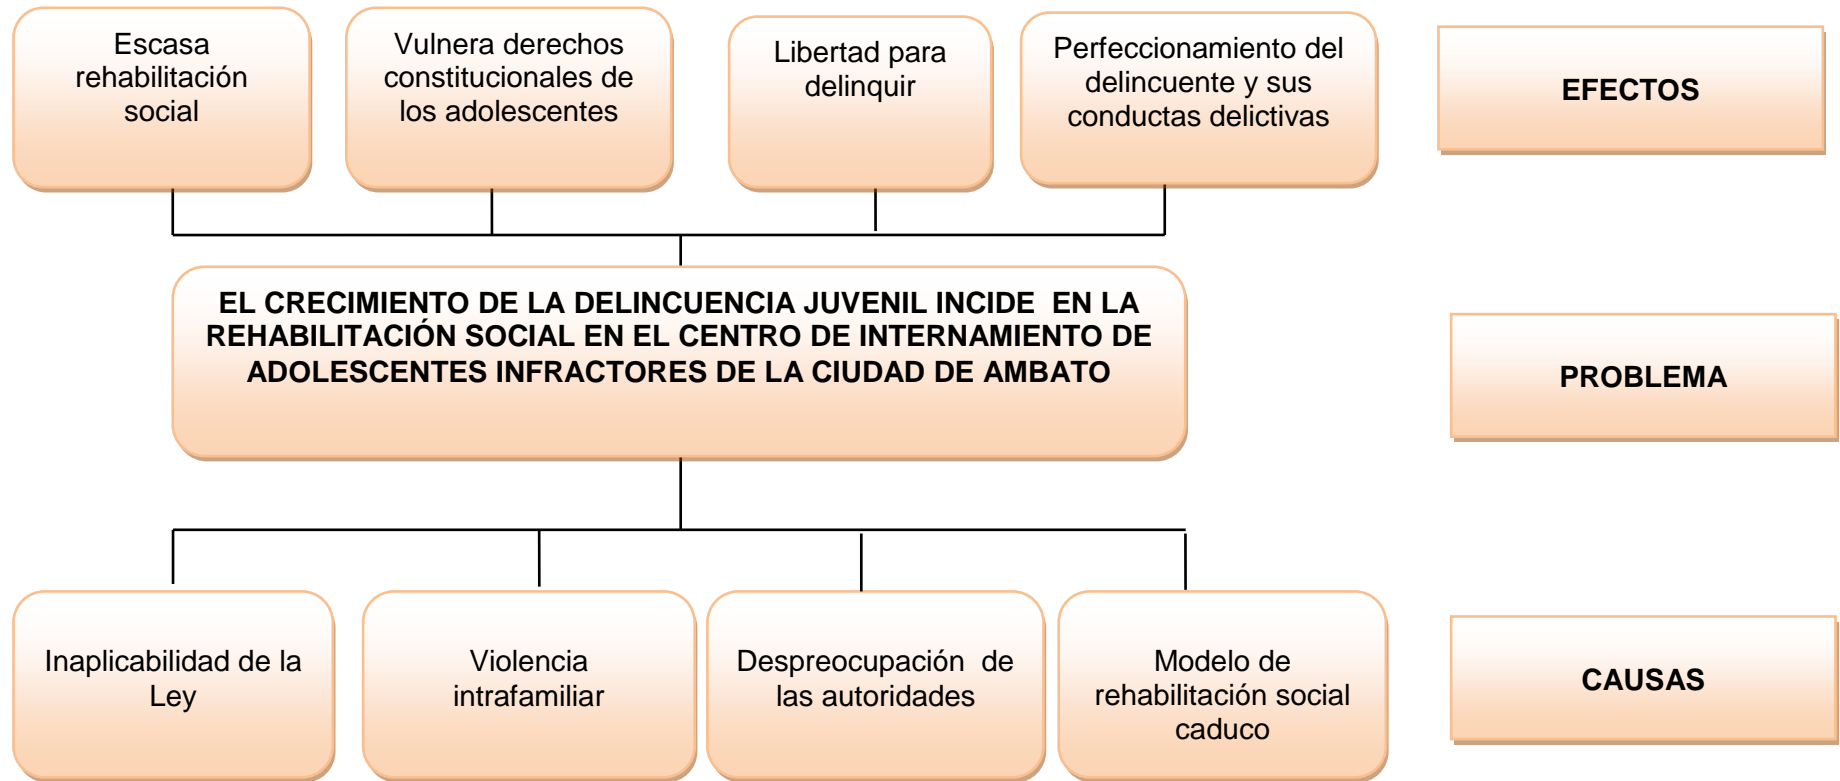 Escasa
rehabilitación
social
Vulnera derechos
constitucionales de
los adolescentes
Libertad para
delinquir
Perfeccionamiento del
delincuente y sus
conductas delictivas
EFECTOS
EL CRECIMIENTO DE LA DELINCUENCIA JUVENIL INCIDE EN LA
REHABILITACIÓN SOCIAL EN EL CENTRO DE INTERNAMIENTO DE
ADOLESCENTES INFRACTORES DE LA CIUDAD DE AMBATO
PROBLEMA
Inaplicabilidad de la
Ley
Violencia
intrafamiliar
Despreocupación de
las autoridades
Modelo de
rehabilitación social
caduco
CAUSAS